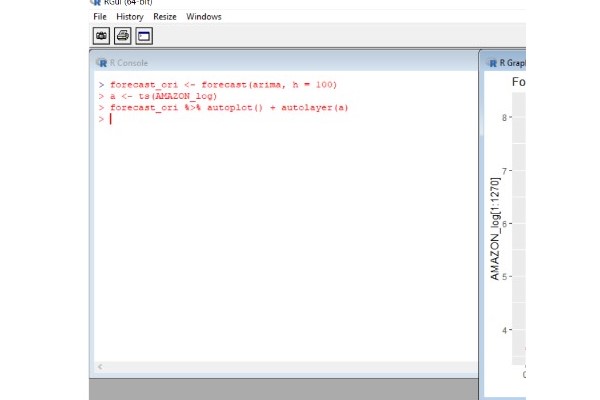 RGui (64-bit)
File History Resize Windows
R Console
> forecast_ori <- forecast(arima, h = 100)
> a <- ts(AMAZON_log)
> forecast_ori %>% autoplot() + autolayer(a)
>
R Grap
Fo
8
7
6
5
4
AMAZON_log[1:1270]